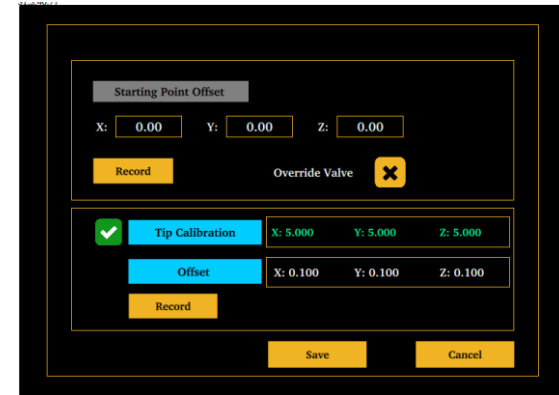 Starting Point Offset
X: 0.00 Y: 0.00 Z: 0.00
Record Override Valve
Tip Calibration X: 5.000 Y: 5.000 Z: 5.000
Offset X: 0.100 Y: 0.100 Z: 0.100
Record
Save Cancel